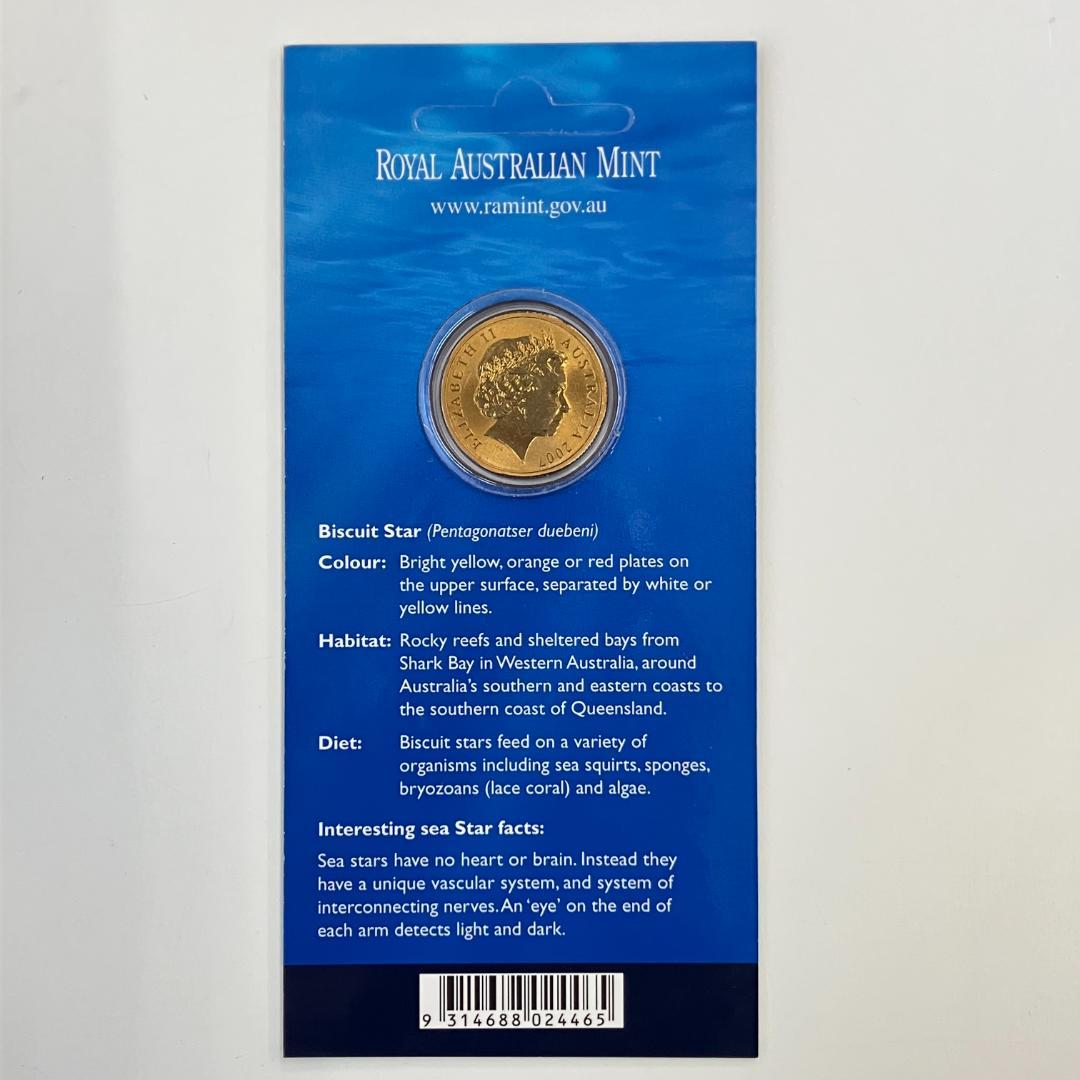 ROYAL AUSTRALIAN MINT
www.ramint.gov.au
ELIZABETH II AUSTRALIA 2007
Biscuit Star (Pentagonatser duebeni)
Colour: Bright yellow, orange or red plates on
the upper surface, separated by white or
yellow lines.
Habitat: Rocky reefs and sheltered bays from
Shark Bay in Western Australia, around
Australia's southern and eastern coasts to
the southern coast of Queensland.
Diet: Biscuit stars feed on a variety of
organisms including sea squirts, sponges,
bryozoans (lace coral) and algae.
Interesting sea Star facts:
Sea stars have no heart or brain. Instead they
have a unique vascular system, and system of
interconnecting nerves. An 'eye' on the end of
each arm detects light and dark.
9 314688 024465